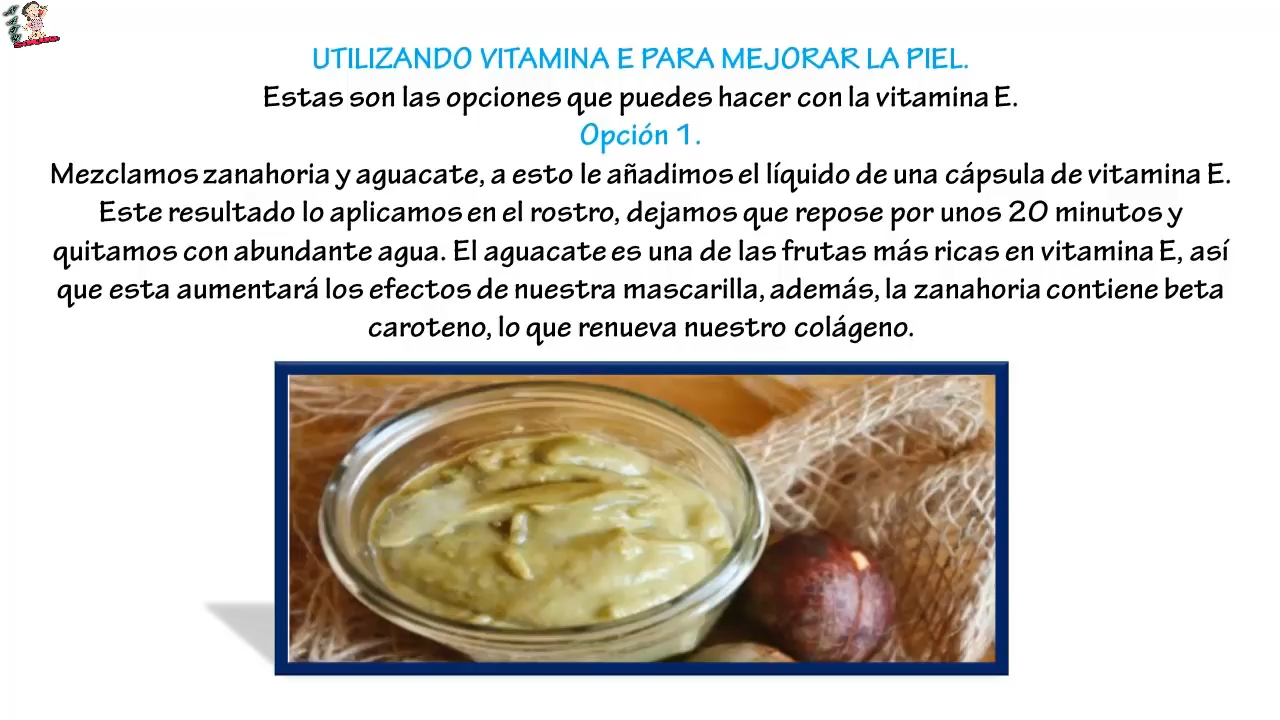 UTILIZANDO VITAMINA E PARA MEJORAR LA PIEL.
Estas son las opciones que puedes hacer con la vitamina E.
Opción 1.
Mezclamos zanahoria y aguacate, a esto le añadimos el líquido de una cápsula de vitamina E.
Este resultado lo aplicamos en el rostro, dejamos que repose por unos 20 minutos y
quitamos con abundante agua. El aguacate es una de las frutas más ricas en vitamina E, así
que esta aumentará los efectos de nuestra mascarilla, además, la zanahoria contiene beta
caroteno, lo que renueva nuestro colágeno.